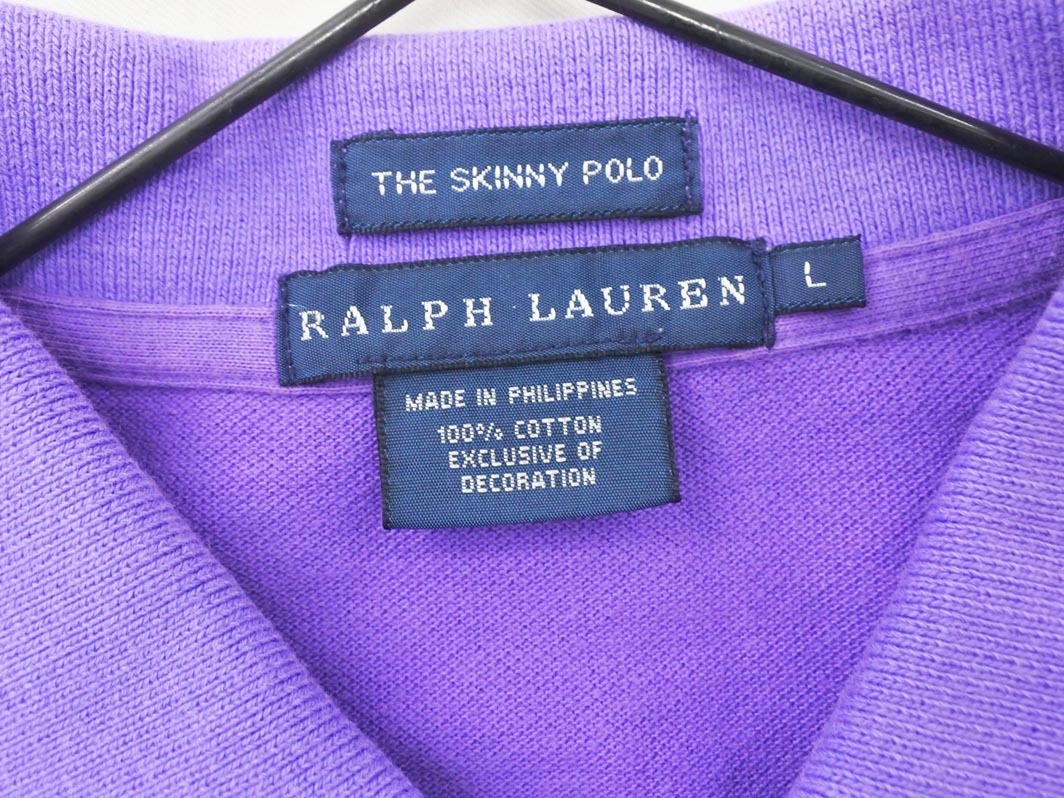 THE SKINNY POLO
RALPH LAUREN
L
MADE IN PHILIPPINES
100% COTTON
EXCLUSIVE OF
DECORATION